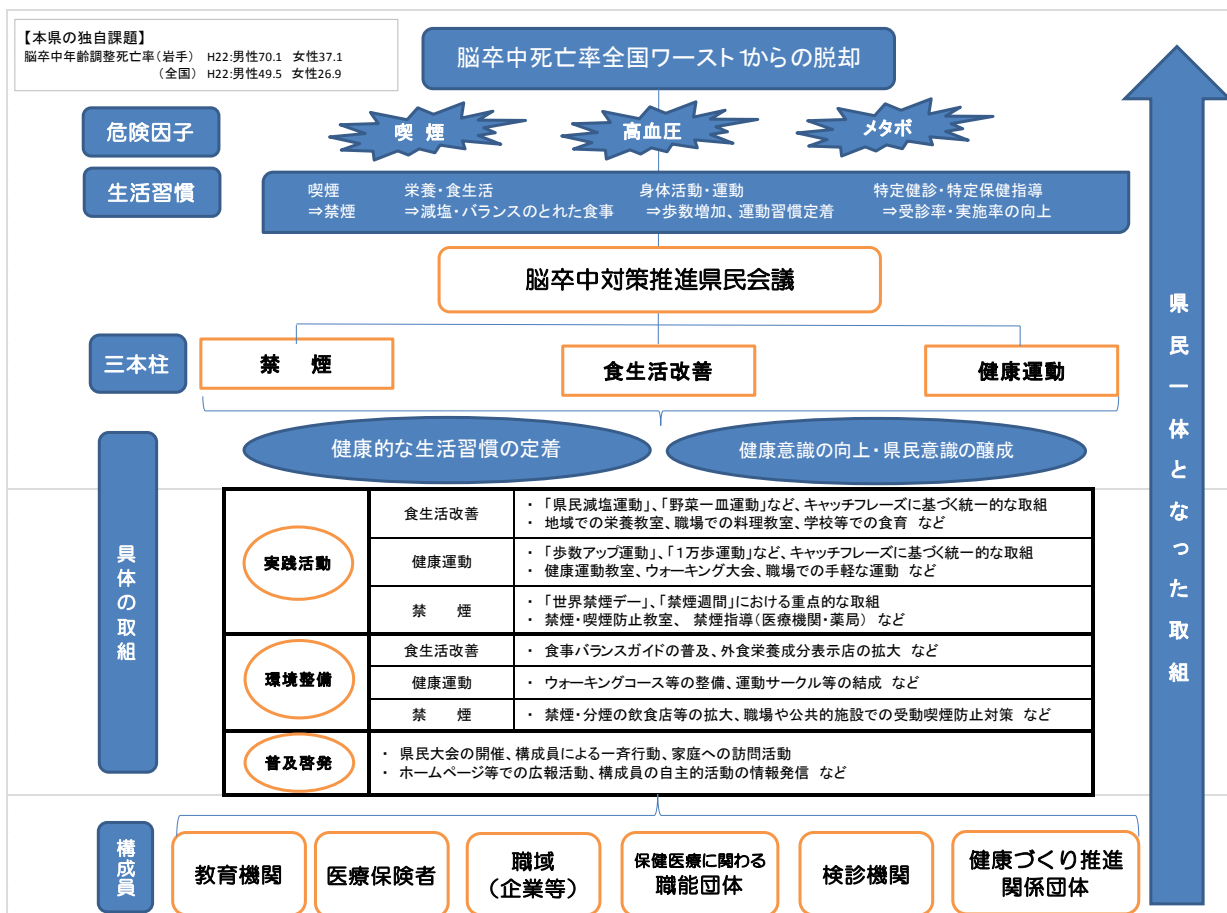 【本県の独自課題】
脳卒中年齢調整死亡率(岩手) H22:男性70.1 女性37.1
(全国) H22:男性49.5 女性26.9
脳卒中死亡率全国ワースト1からの脱却
危険因子
喫 煙
高血圧
メタボ
生活習慣
喫煙 栄養・食生活 身体活動・運動 特定健診・特定保健指導
⇒禁煙 ⇒減塩・バランスのとれた食事 ⇒歩数増加、運動習慣定着 ⇒受診率・実施率の向上
脳卒中対策推進県民会議
三本柱
禁 煙
食生活改善
健康運動
健康的な生活習慣の定着
健康意識の向上・県民意識の醸成
具体の取組
実践活動
食生活改善
・「県民減塩運動」、「野菜一皿運動」など、キャッチフレーズに基づく統一的な取組
・ 地域での栄養教室、職場での料理教室、学校等での食育 など
健康運動
・「歩数アップ運動」、「1万歩運動」など、キャッチフレーズに基づく統一的な取組
・ 健康運動教室、ウォーキング大会、職場での手軽な運動 など
禁 煙
・「世界禁煙デー」、「禁煙週間」における重点的な取組
・ 禁煙・喫煙防止教室、 禁煙指導(医療機関・薬局) など
環境整備
食生活改善
・ 食事バランスガイドの普及、外食栄養成分表示店の拡大 など
健康運動
・ ウォーキングコース等の整備、運動サークル等の結成 など
禁 煙
・ 禁煙・分煙の飲食店等の拡大、職場や公共的施設での受動喫煙防止対策 など
普及啓発
・ 県民大会の開催、構成員による一斉行動、家庭への訪問活動
・ ホームページ等での広報活動、構成員の自主的活動の情報発信 など
構成員
教育機関
医療保険者
職域
(企業等)
保健医療に関わる
職能団体
検診機関
健康づくり推進
関係団体
県民一体となった取組